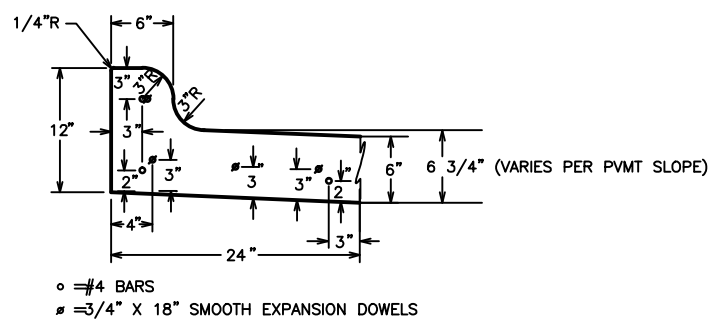 1/4"R
6"
3"
3"R
3"R
12"
3"
2"
3"
3
3"
2"
6"
6 3/4" (VARIES PER PVMT SLOPE)
4"
3"
24"
o =#4 BARS
ø =3/4" X 18" SMOOTH EXPANSION DOWELS